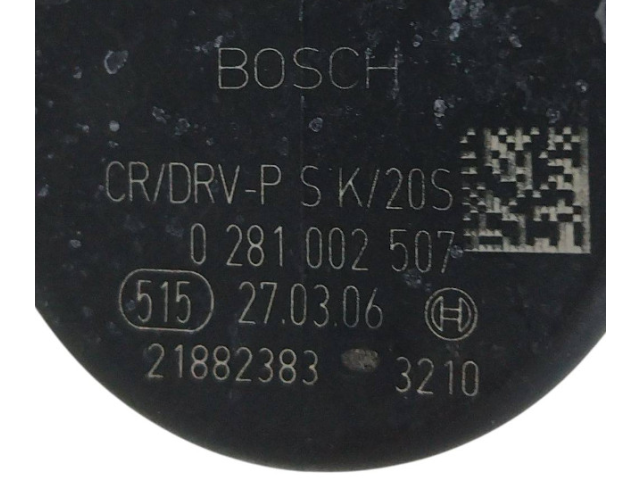 BOSCH
CR/DRV-P S K/20S
0 281 002 507
515 27.03.06 H
21882383 3210